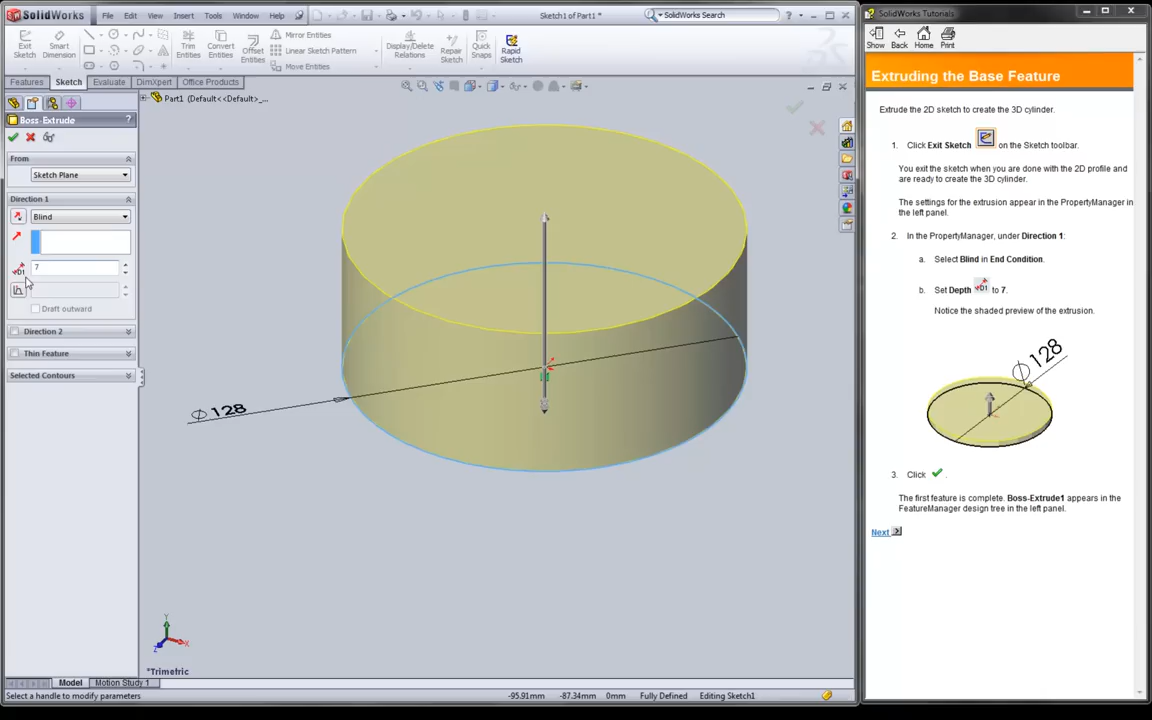 SolidWorks
File Edit View Insert Tools Window Help
Sketch1 of Part1 *
SolidWorks Search
Exit Sketch
Smart Dimension
Trim Entities
Convert Entities
Offset Entities
Mirror Entities
Linear Sketch Pattern
Move Entities
Display/Delete Relations
Repair Sketch
Quick Snaps
Rapid Sketch
Features Sketch Evaluate DimXpert Office Products
Part1 (Default<<Default>_...
Boss-Extrude ?
From
Sketch Plane
Direction 1
Blind
D1 7
Draft outward
Direction 2
Thin Feature
Selected Contours
Φ128
Y
X
Z
*Trimetric
Model Motion Study 1
Select a handle to modify parameters
-95.91mm -87.34mm 0mm Fully Defined Editing Sketch1
SolidWorks Tutorials
Show Back Home Print
Extruding the Base Feature
Extrude the 2D sketch to create the 3D cylinder.
1. Click Exit Sketch on the Sketch toolbar.
You exit the sketch when you are done with the 2D profile and
are ready to create the 3D cylinder.
The settings for the extrusion appear in the PropertyManager in
the left panel.
2. In the PropertyManager, under Direction 1:
a. Select Blind in End Condition.
b. Set Depth D1 to 7.
Notice the shaded preview of the extrusion.
Φ128
3. Click .
The first feature is complete. Boss-Extrude1 appears in the
FeatureManager design tree in the left panel.
Next